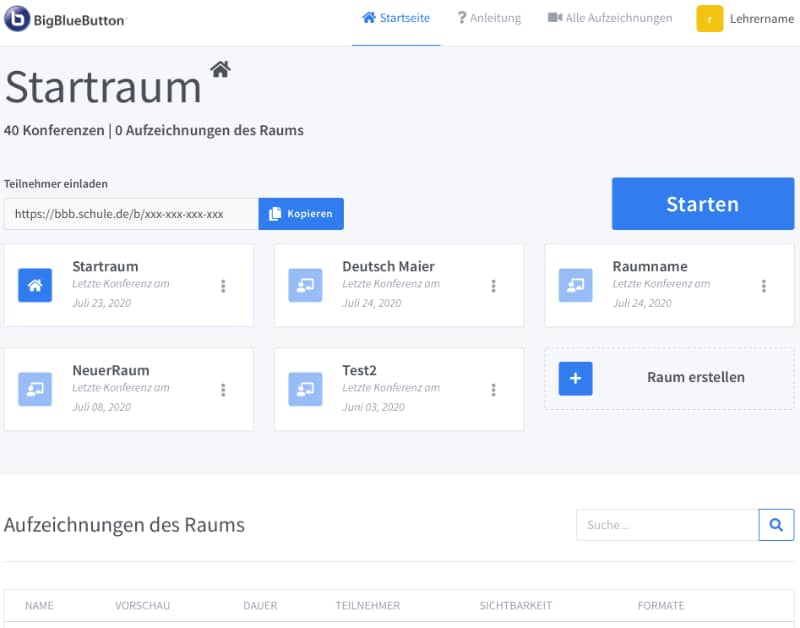 BigBlueButton
Startseite
Anleitung
Alle Aufzeichnungen
r
Lehrername
Startraum
40 Konferenzen | 0 Aufzeichnungen des Raums
Teilnehmer einladen
https://bbb.schule.de/b/xxx-xxx-xxx-xxx
Kopieren
Starten
Startraum
Letzte Konferenz am
Juli 23, 2020
Deutsch Maier
Letzte Konferenz am
Juli 24, 2020
Raumname
Letzte Konferenz am
Juli 24, 2020
NeuerRaum
Letzte Konferenz am
Juli 08, 2020
Test2
Letzte Konferenz am
Juni 03, 2020
Raum erstellen
Aufzeichnungen des Raums
Suche...
NAME VORSCHAU DAUER TEILNEHMER SICHTBARKEIT FORMATE